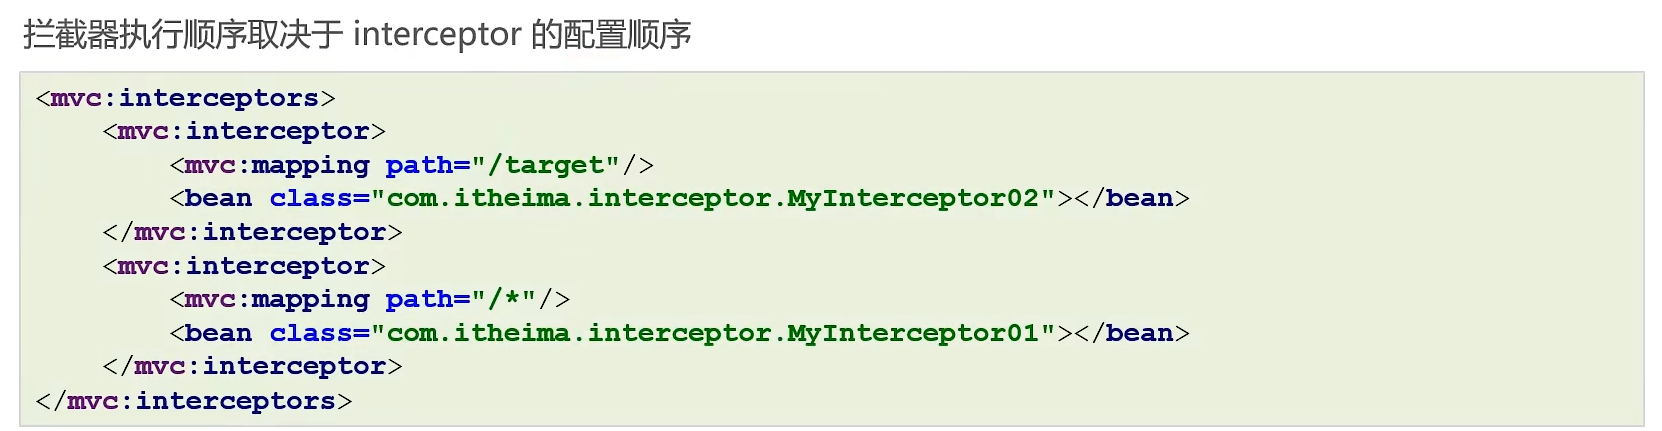 拦截器执行顺序取决于 interceptor 的配置顺序
<mvc:interceptors>
    <mvc:interceptor>
        <mvc:mapping path="/target"/>
        <bean class="com.itheima.interceptor.MyInterceptor02"></bean>
    </mvc:interceptor>
    <mvc:interceptor>
        <mvc:mapping path="/*"/>
        <bean class="com.itheima.interceptor.MyInterceptor01"></bean>
    </mvc:interceptor>
</mvc:interceptors>